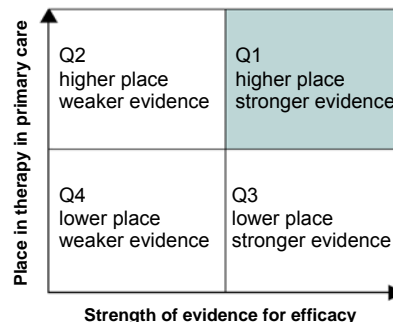 Place in therapy in primary care
Q2
higher place
weaker evidence
Q1
higher place
stronger evidence
Q4
lower place
weaker evidence
Q3
lower place
stronger evidence
Strength of evidence for efficacy